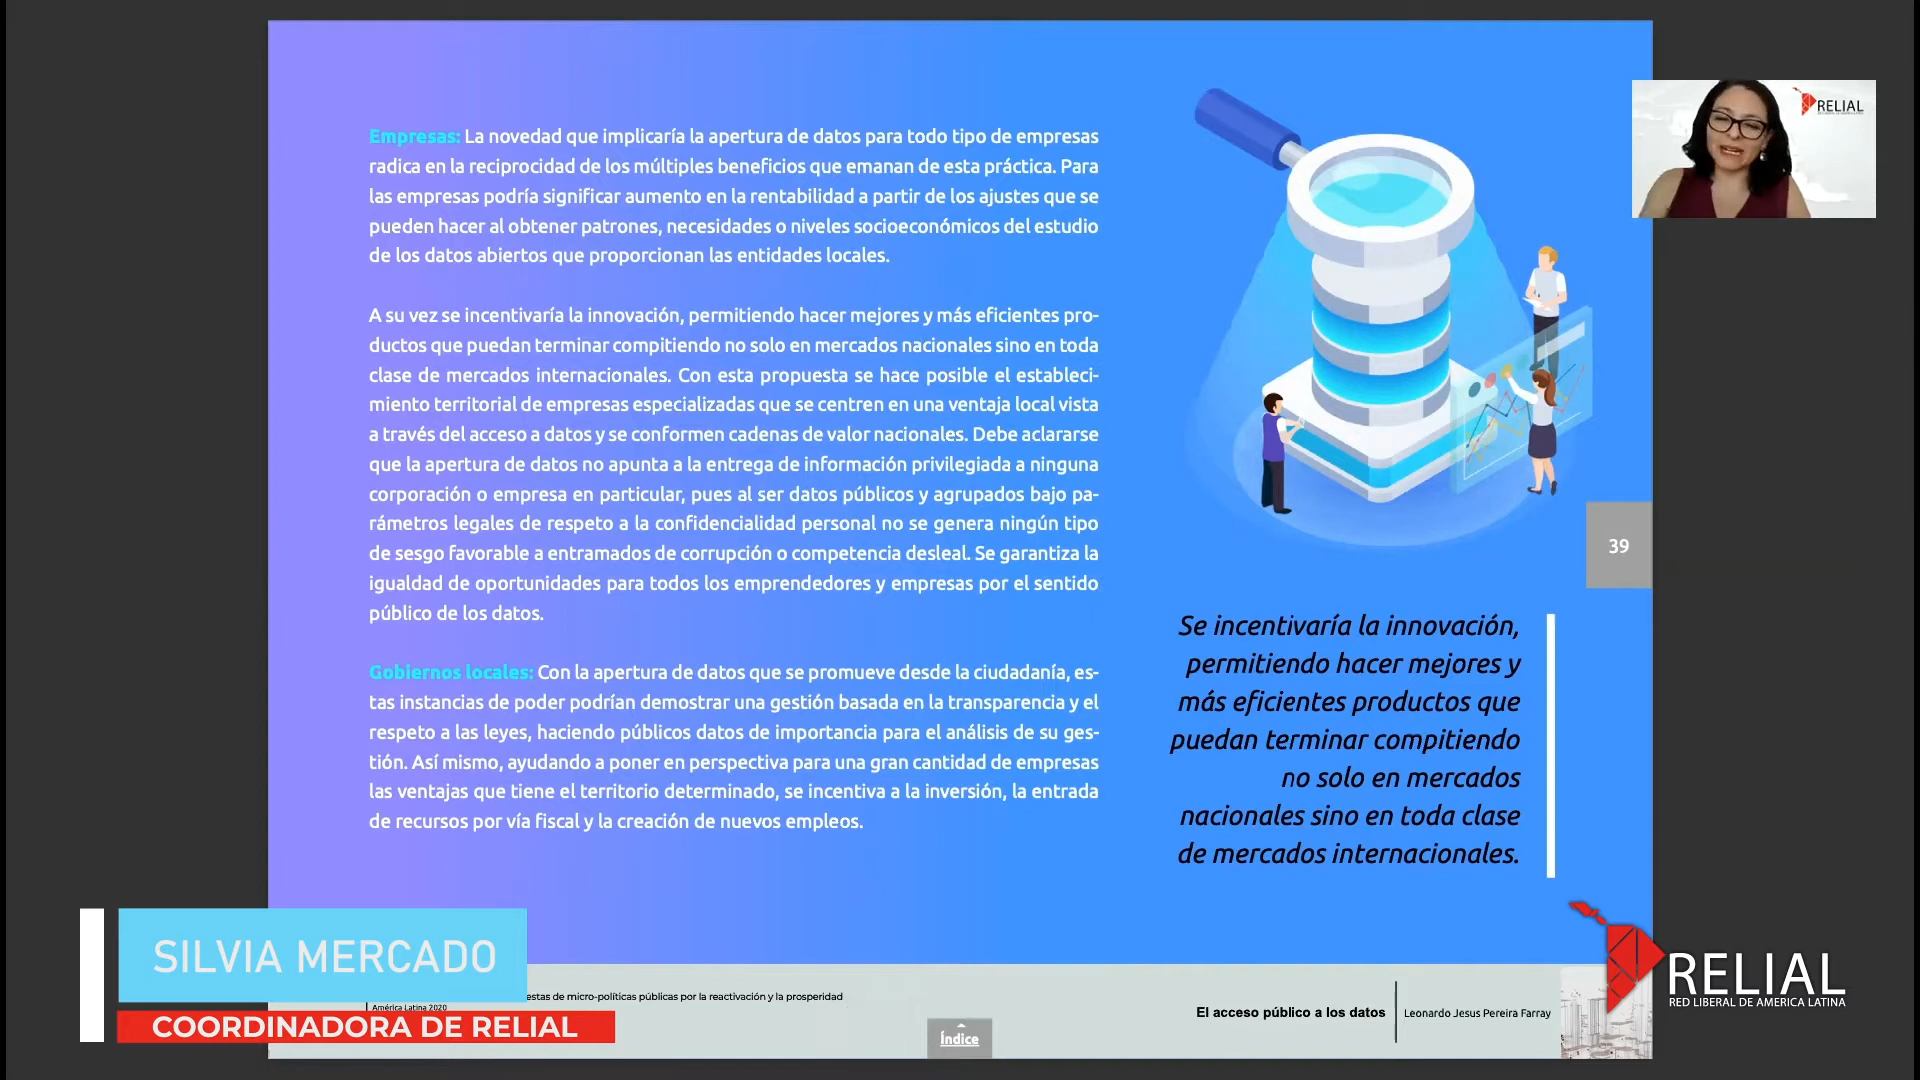 Empresas: La novedad que implicaría la apertura de datos para todo tipo de empresas
radica en la reciprocidad de los múltiples beneficios que emanan de esta práctica. Para
las empresas podría significar aumento en la rentabilidad a partir de los ajustes que se
pueden hacer al obtener patrones, necesidades o niveles socioeconómicos del estudio
de los datos abiertos que proporcionan las entidades locales.
A su vez se incentivaría la innovación, permitiendo hacer mejores y más eficientes pro-
ductos que puedan terminar compitiendo no solo en mercados nacionales sino en toda
clase de mercados internacionales. Con esta propuesta se hace posible el estableci-
miento territorial de empresas especializadas que se centren en una ventaja local vista
a través del acceso a datos y se conformen cadenas de valor nacionales. Debe aclararse
que la apertura de datos no apunta a la entrega de información privilegiada a ninguna
corporación o empresa en particular, pues al ser datos públicos y agrupados bajo pa-
rámetros legales de respeto a la confidencialidad personal no se genera ningún tipo
de sesgo favorable a entramados de corrupción o competencia desleal. Se garantiza la
igualdad de oportunidades para todos los emprendedores y empresas por el sentido
público de los datos.
Gobiernos locales: Con la apertura de datos que se promueve desde la ciudadanía, es-
tas instancias de poder podrían demostrar una gestión basada en la transparencia y el
respeto a las leyes, haciendo públicos datos de importancia para el análisis de su ges-
tión. Así mismo, ayudando a poner en perspectiva para una gran cantidad de empresas
las ventajas que tiene el territorio determinado, se incentiva a la inversión, la entrada
de recursos por vía fiscal y la creación de nuevos empleos.
RELIAL
39
Se incentivaría la innovación,
permitiendo hacer mejores y
más eficientes productos que
puedan terminar compitiendo
no solo en mercados
nacionales sino en toda clase
de mercados internacionales.
SILVIA MERCADO
COORDINADORA DE RELIAL
estas de micro-políticas públicas por la reactivación y la prosperidad
América Latina 2020
Índice
El acceso público a los datos
Leonardo Jesus Pereira Farray
RELIAL
RED LIBERAL DE AMERICA LATINA